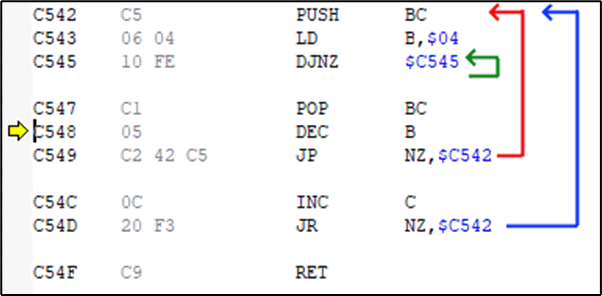 C542 C5 PUSH BC
C543 06 04 LD B,$04
C545 10 FE DJNZ $C545
C547 C1 POP BC
C548 05 DEC B
C549 C2 42 C5 JP NZ,$C542
C54C 0C INC C
C54D 20 F3 JR NZ,$C542
C54F C9 RET